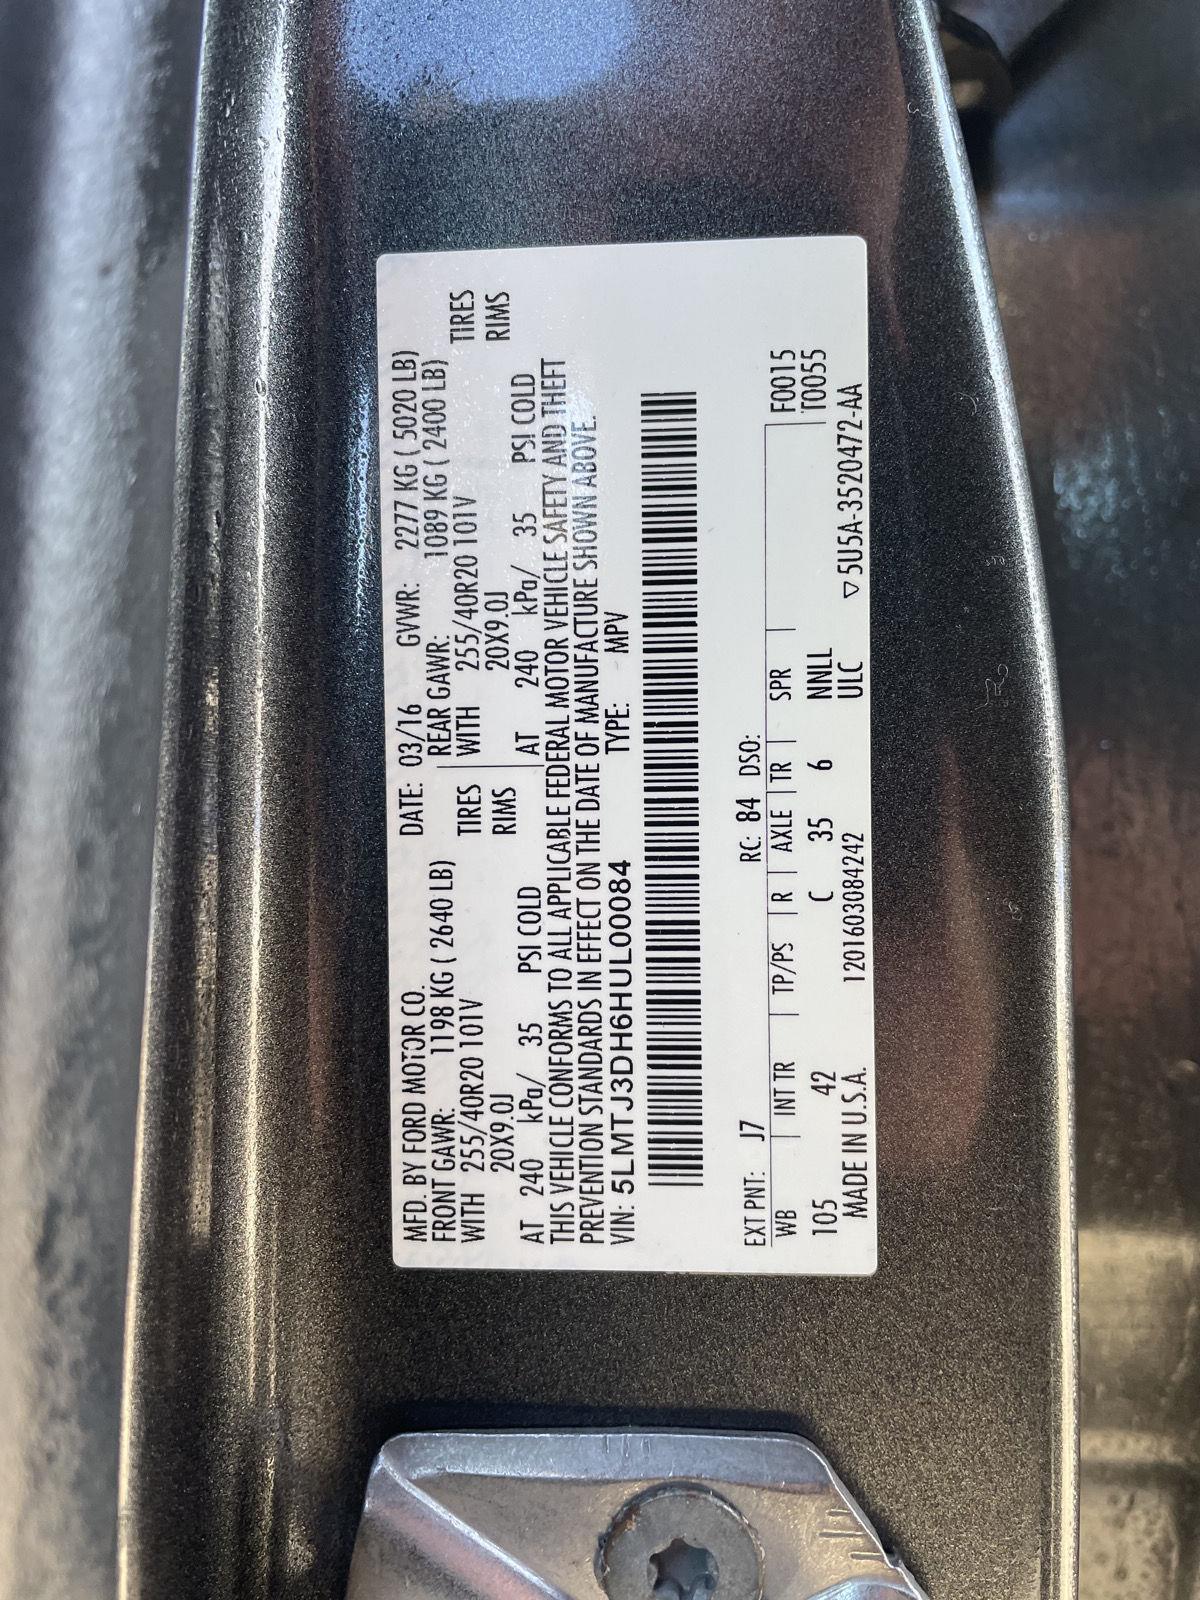 MFD. BY FORD MOTOR CO. DATE: 03/16 GVWR: 2277 KG ( 5020 LB)
FRONT GAWR: 1198 KG ( 2640 LB) REAR GAWR: 1089 KG ( 2400 LB)
WITH 255/40R20 101V TIRES WITH 255/40R20 101V TIRES
20X9.0J RIMS 20X9.0J RIMS
AT 240 kPa/ 35 PSI COLD AT 240 kPa/ 35 PSI COLD
THIS VEHICLE CONFORMS TO ALL APPLICABLE FEDERAL MOTOR VEHICLE SAFETY AND THEFT
PREVENTION STANDARDS IN EFFECT ON THE DATE OF MANUFACTURE SHOWN ABOVE.
VIN: 5LMTJ3DH6HUL00084 TYPE: MPV
EXT PNT: J7 RC: 84 DSO:
WB INT TR TP/PS R AXLE TR SPR F0015
105 42 C 35 6 NNLL T0055
MADE IN U.S.A. 1201603084242 ULC ▽5U5A-3520472-AA